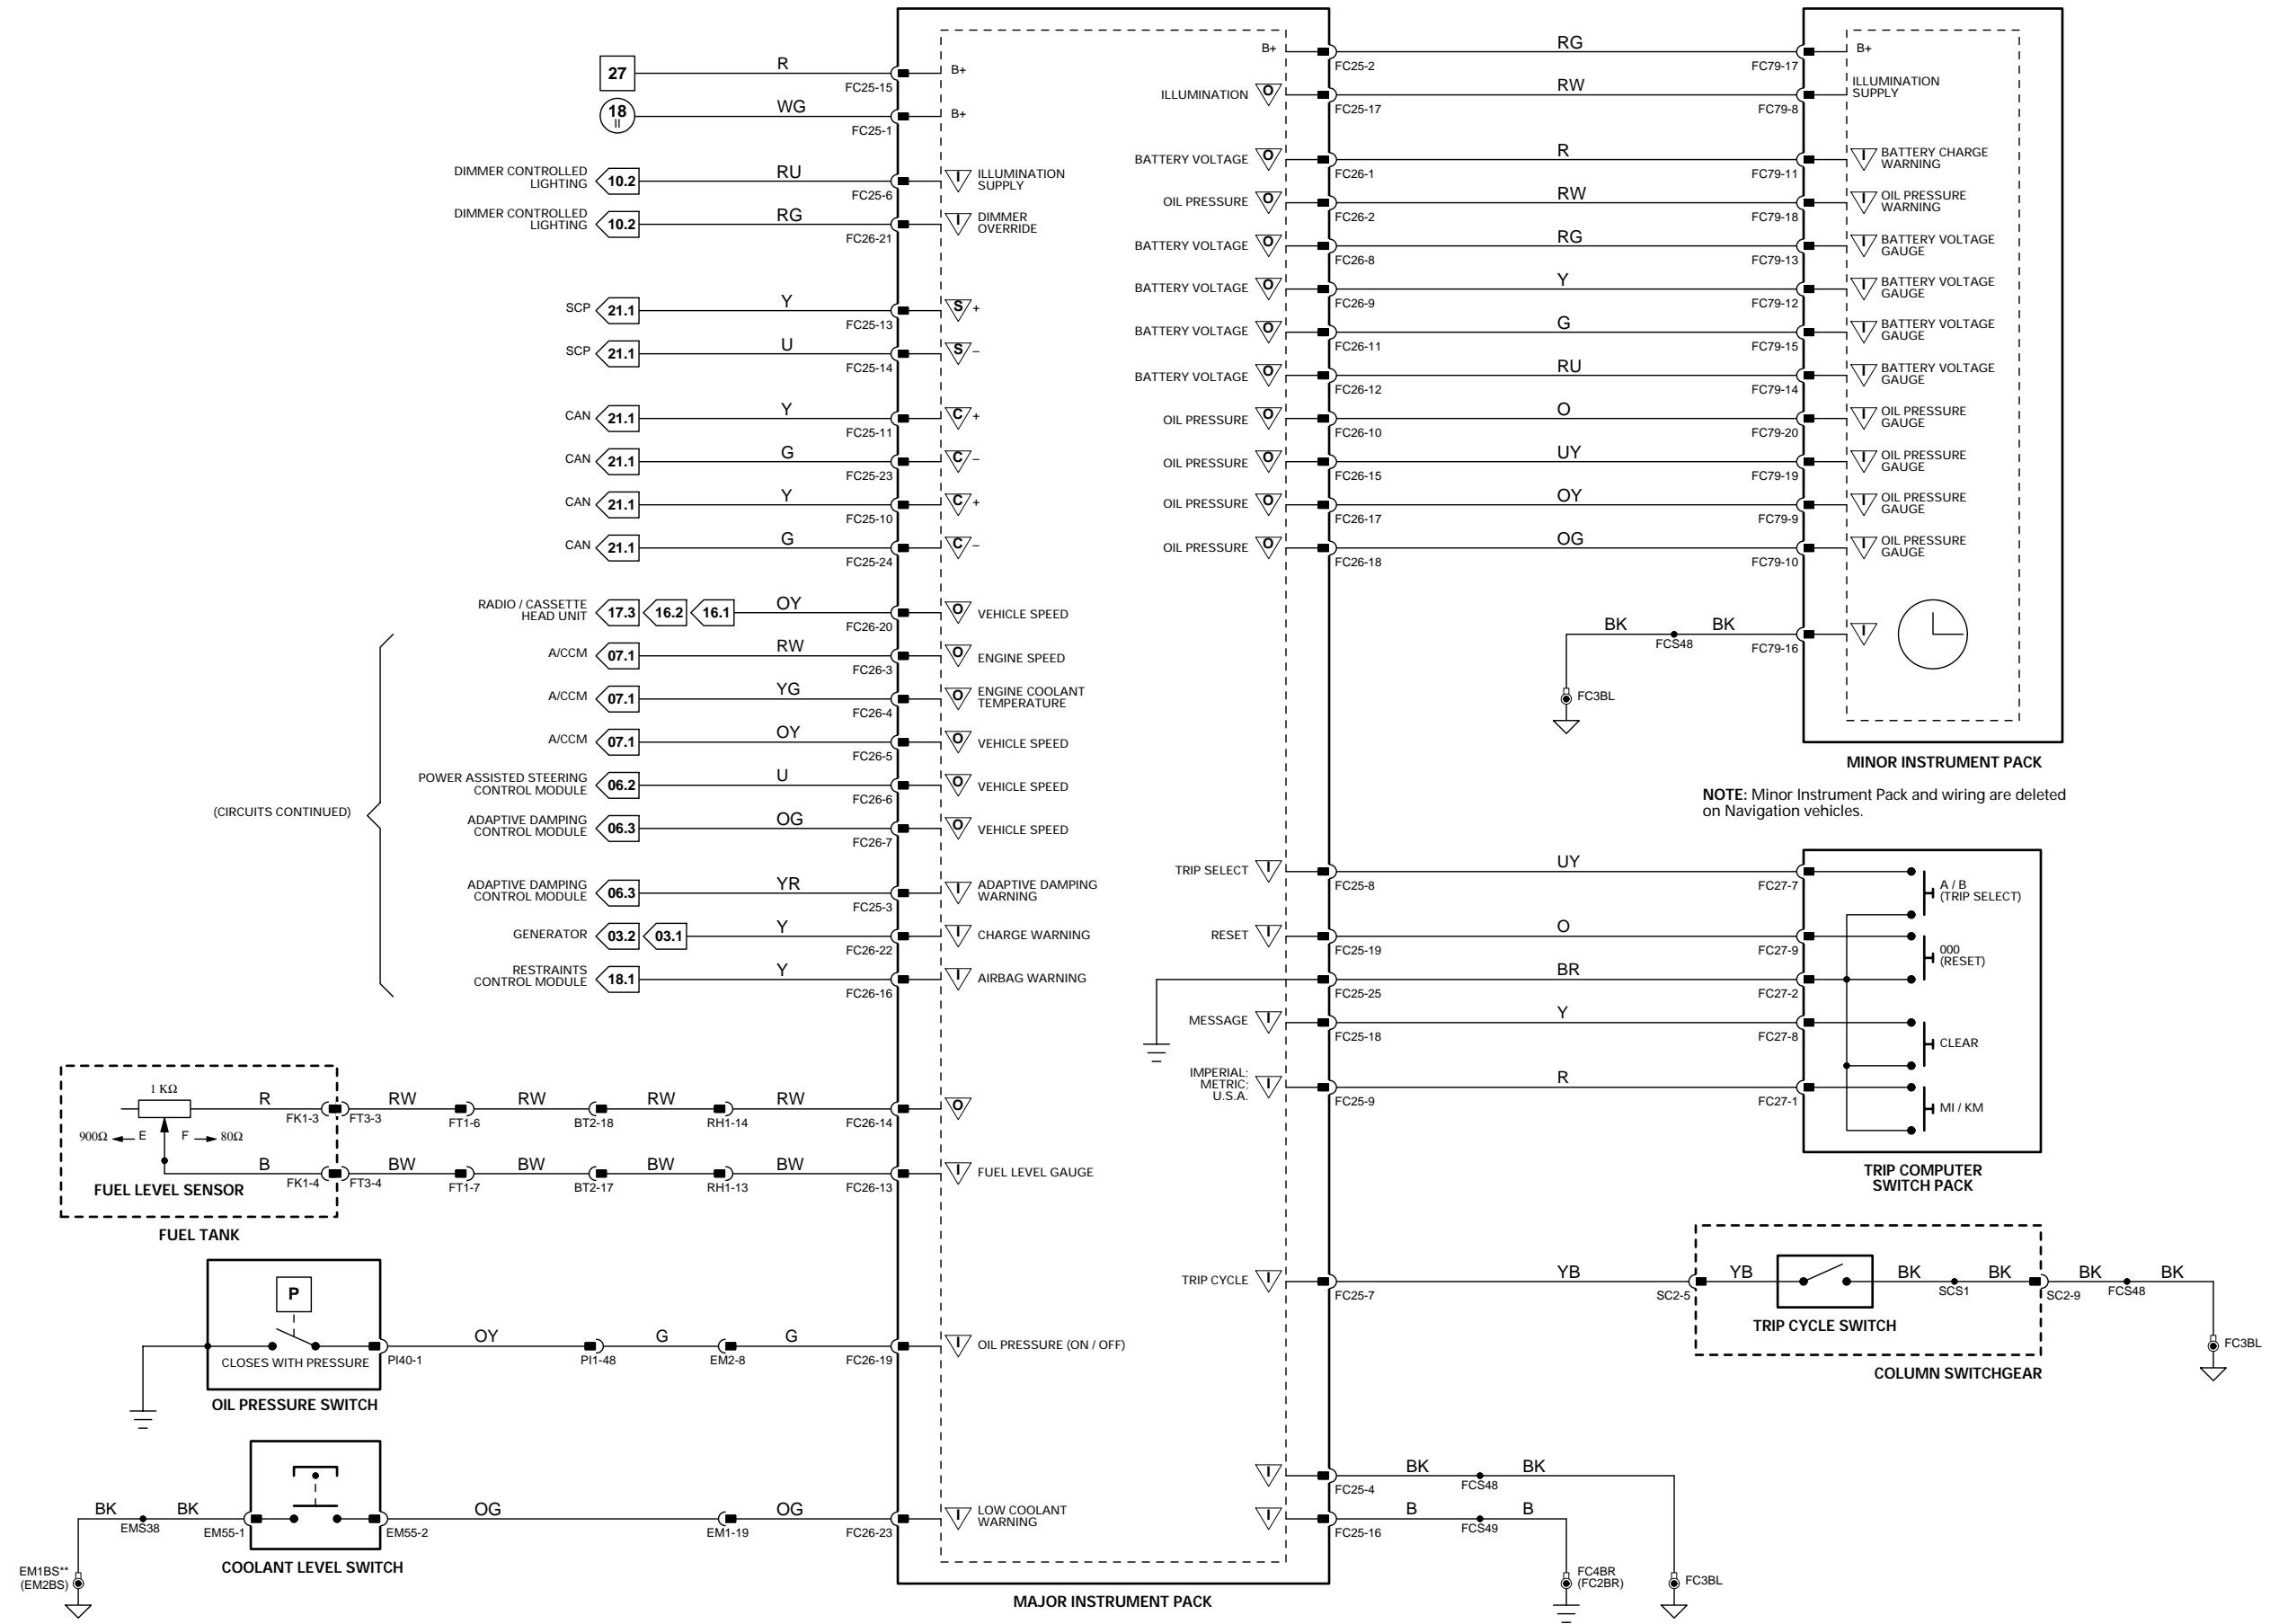 27
R
FC25-15
B+
18
II
WG
FC25-1
B+
DIMMER CONTROLLED
LIGHTING
10.2
RU
FC25-6
I
ILLUMINATION
SUPPLY
DIMMER CONTROLLED
LIGHTING
10.2
RG
FC26-21
I
DIMMER
OVERRIDE
SCP
21.1
Y
FC25-13
S
+
SCP
21.1
U
FC25-14
S
–
CAN
21.1
Y
FC25-11
C
+
CAN
21.1
G
FC25-23
C
–
CAN
21.1
Y
FC25-10
C
+
CAN
21.1
G
FC25-24
C
–
RADIO / CASSETTE
HEAD UNIT
17.3
16.2
16.1
OY
FC26-20
O
VEHICLE SPEED
(CIRCUITS CONTINUED)
A/CCM
07.1
RW
FC26-3
O
ENGINE SPEED
A/CCM
07.1
YG
FC26-4
O
ENGINE COOLANT
TEMPERATURE
A/CCM
07.1
OY
FC26-5
O
VEHICLE SPEED
POWER ASSISTED STEERING
CONTROL MODULE
06.2
U
FC26-6
O
VEHICLE SPEED
ADAPTIVE DAMPING
CONTROL MODULE
06.3
OG
FC26-7
O
VEHICLE SPEED
ADAPTIVE DAMPING
CONTROL MODULE
06.3
YR
FC25-3
I
ADAPTIVE DAMPING
WARNING
GENERATOR
03.2
03.1
Y
FC26-22
I
CHARGE WARNING
RESTRAINTS
CONTROL MODULE
18.1
Y
FC26-16
I
AIRBAG WARNING
1 KΩ
900Ω
E
F
80Ω
R
FK1-3
FT3-3
RW
FT1-6
RW
BT2-18
RW
RH1-14
RW
FC26-14
O
B
FK1-4
FT3-4
BW
FT1-7
BW
BT2-17
BW
RH1-13
BW
FC26-13
I
FUEL LEVEL GAUGE
FUEL LEVEL SENSOR
FUEL TANK
P
CLOSES WITH PRESSURE
PI40-1
OY
PI1-48
G
EM2-8
G
FC26-19
I
OIL PRESSURE (ON / OFF)
OIL PRESSURE SWITCH
BK
EMS38
BK
EM55-1
EM55-2
OG
EM1-19
OG
FC26-23
I
LOW COOLANT
WARNING
COOLANT LEVEL SWITCH
EM1BS**
(EM2BS)
B+
FC25-2
RG
FC79-17
B+
ILLUMINATION
O
FC25-17
RW
FC79-8
ILLUMINATION
SUPPLY
BATTERY VOLTAGE
O
FC26-1
R
FC79-11
I
BATTERY CHARGE
WARNING
OIL PRESSURE
O
FC26-2
RW
FC79-18
I
OIL PRESSURE
WARNING
BATTERY VOLTAGE
O
FC26-8
RG
FC79-13
I
BATTERY VOLTAGE
GAUGE
BATTERY VOLTAGE
O
FC26-9
Y
FC79-12
I
BATTERY VOLTAGE
GAUGE
BATTERY VOLTAGE
O
FC26-11
G
FC79-15
I
BATTERY VOLTAGE
GAUGE
BATTERY VOLTAGE
O
FC26-12
RU
FC79-14
I
BATTERY VOLTAGE
GAUGE
OIL PRESSURE
O
FC26-10
O
FC79-20
I
OIL PRESSURE
GAUGE
OIL PRESSURE
O
FC26-15
UY
FC79-19
I
OIL PRESSURE
GAUGE
OIL PRESSURE
O
FC26-17
OY
FC79-9
I
OIL PRESSURE
GAUGE
OIL PRESSURE
O
FC26-18
OG
FC79-10
I
OIL PRESSURE
GAUGE
BK
FCS48
BK
FC79-16
I
FC3BL
MINOR INSTRUMENT PACK
NOTE: Minor Instrument Pack and wiring are deleted
on Navigation vehicles.
TRIP SELECT
I
FC25-8
UY
FC27-7
A / B
(TRIP SELECT)
RESET
I
FC25-19
O
FC27-9
000
(RESET)
FC25-25
BR
FC27-2
MESSAGE
I
FC25-18
Y
FC27-8
CLEAR
IMPERIAL;
METRIC;
U.S.A.
I
FC25-9
R
FC27-1
MI / KM
TRIP COMPUTER
SWITCH PACK
TRIP CYCLE
I
FC25-7
YB
SC2-5
YB
BK
SCS1
BK
SC2-9
BK
FCS48
BK
FC3BL
TRIP CYCLE SWITCH
COLUMN SWITCHGEAR
I
FC25-4
BK
FCS48
BK
I
FC25-16
B
FCS49
B
FC4BR
(FC2BR)
FC3BL
MAJOR INSTRUMENT PACK